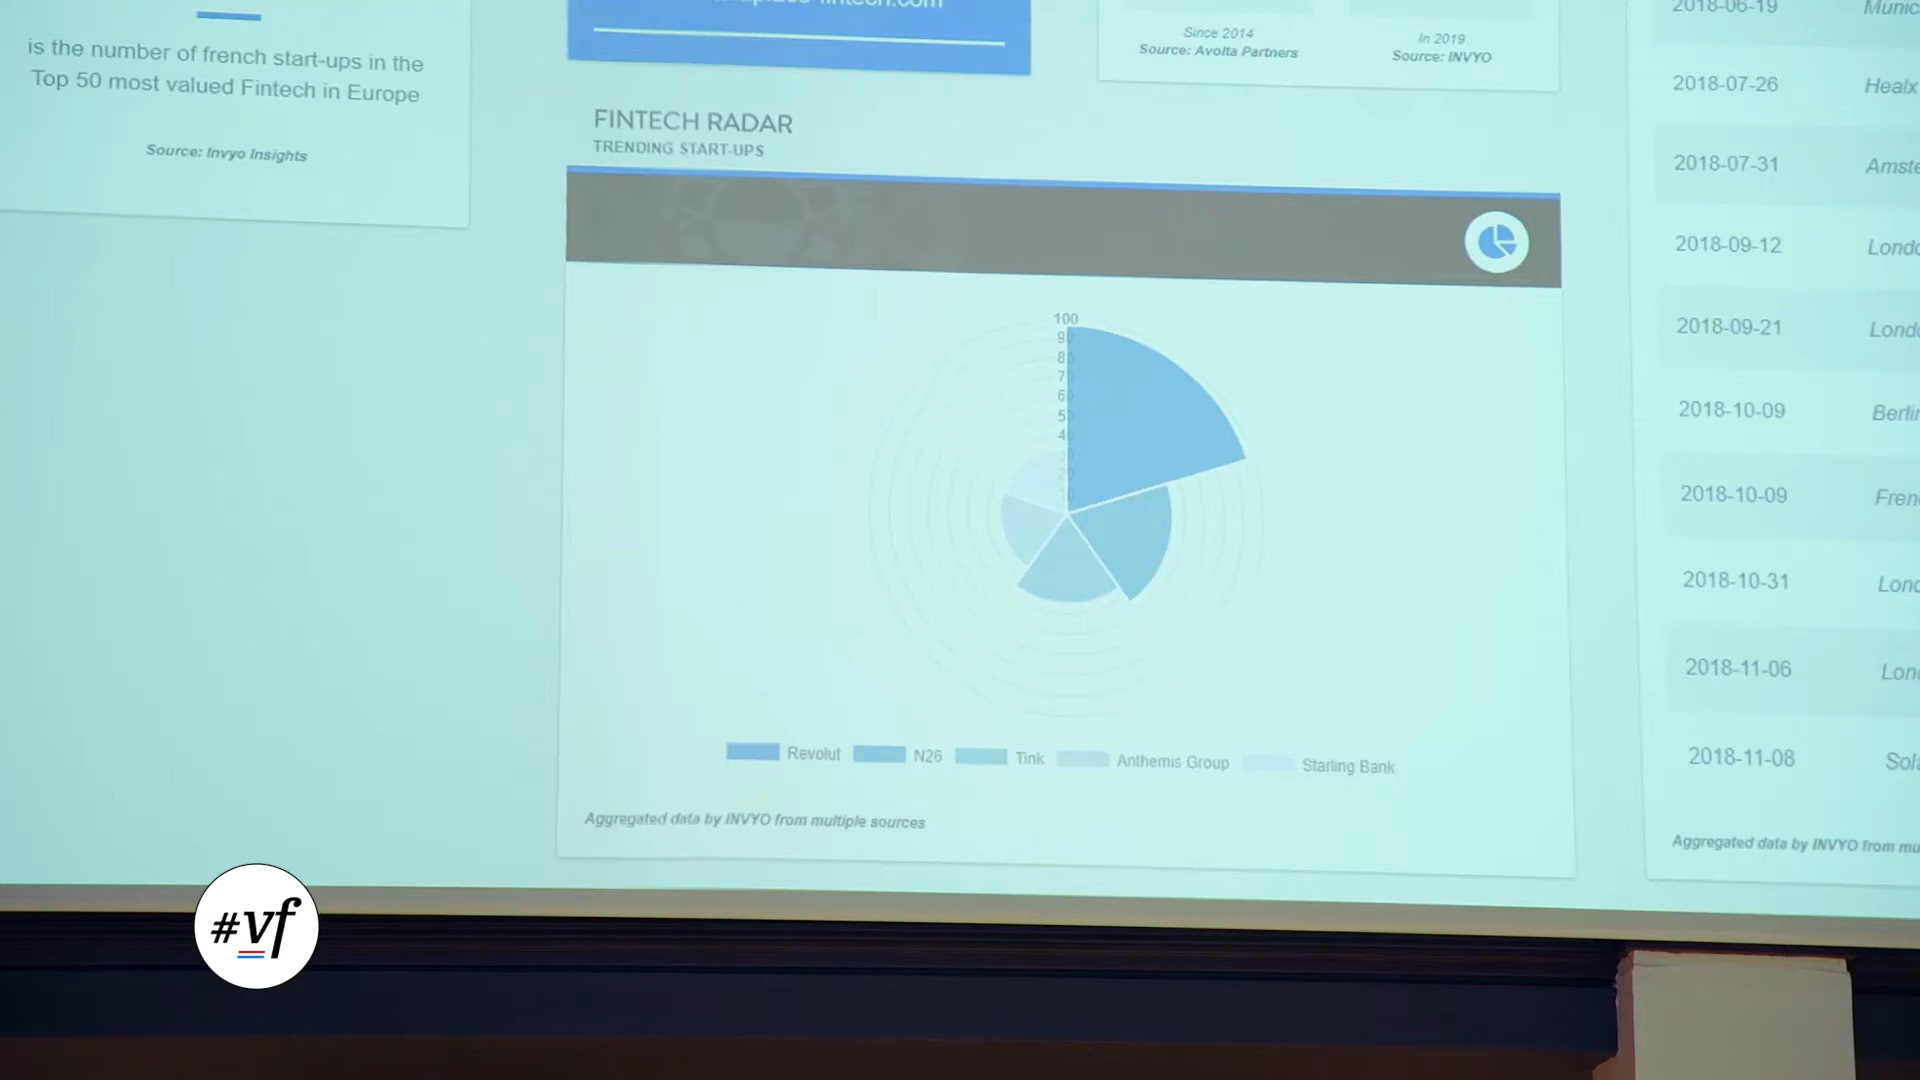 is the number of french start-ups in the
Top 50 most valued Fintech in Europe
Source: Invyo Insights
Since 2014
Source: Avolta Partners
In 2019
Source: INVYO
FINTECH RADAR
TRENDING START-UPS
100
Revolut
N26
Tink
Anthemis Group
Starling Bank
Aggregated data by INVYO from multiple sources
2018-06-19
2018-07-26 Healx
2018-07-31
2018-09-12
2018-09-21
2018-10-09
2018-10-09
2018-10-31
2018-11-06
2018-11-08
Aggregated data by INVYO from
#vf